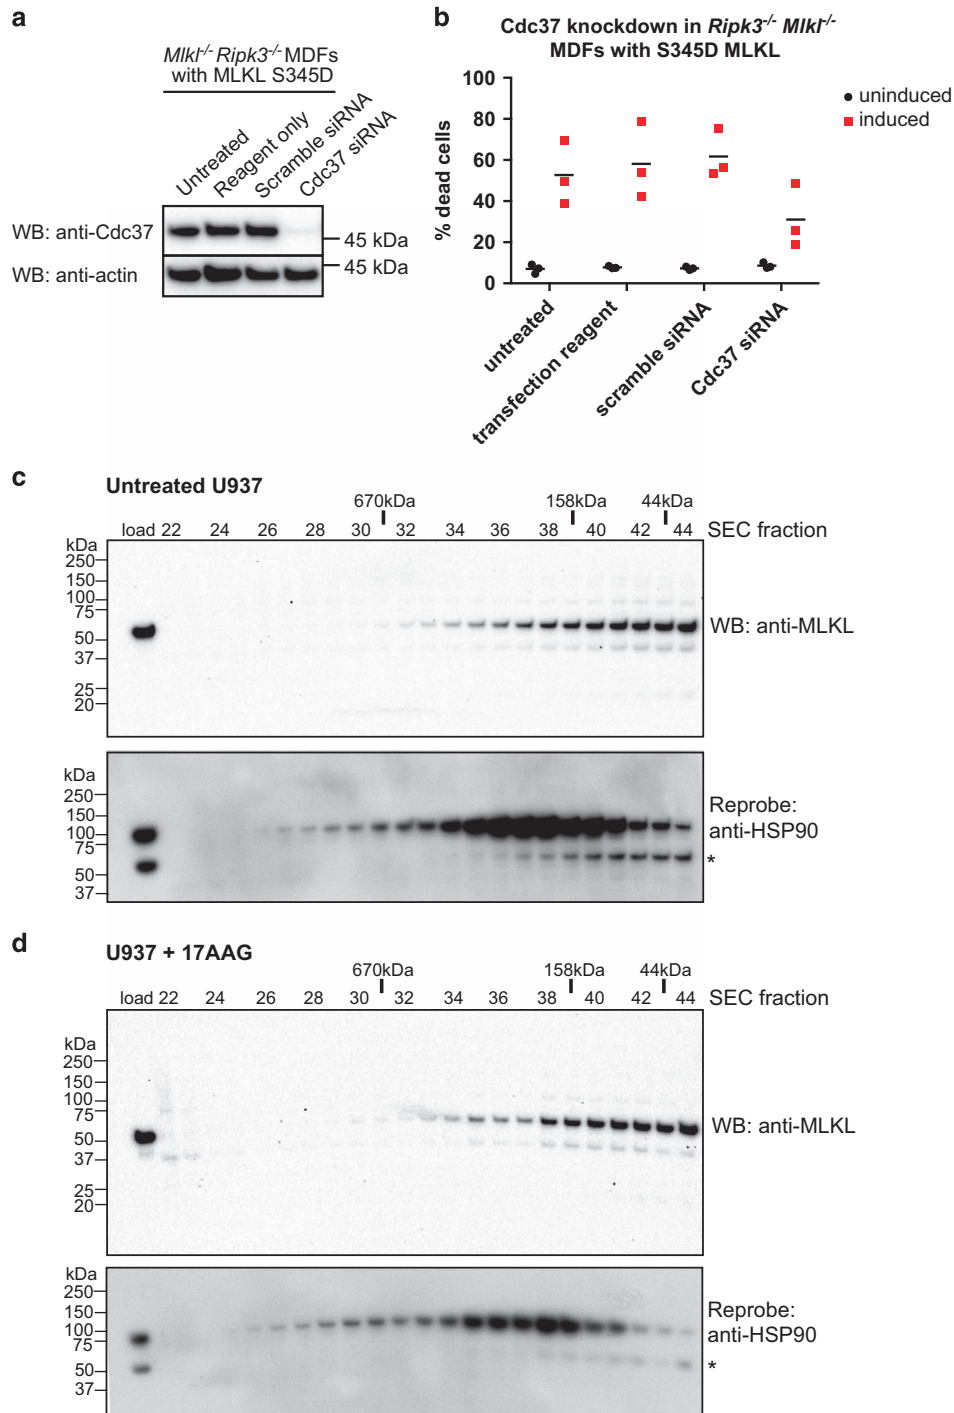 a
Mlkl-/- Ripk3-/- MDFs
with MLKL S345D
Untreated
Reagent only
Scramble siRNA
Cdc37 siRNA
WB: anti-Cdc37
45 kDa
WB: anti-actin
45 kDa
b
Cdc37 knockdown in Ripk3-/- Mlkl-/-
MDFs with S345D MLKL
% dead cells
100
80
60
40
20
0
uninduced
induced
untreated
transfection reagent
scramble siRNA
Cdc37 siRNA
c
Untreated U937
670kDa 158kDa 44kDa
load 22 24 26 28 30 32 34 36 38 40 42 44 SEC fraction
kDa
250
150
100
75
50
37
25
20
WB: anti-MLKL
kDa
250
150
100
75
50
37
Reprobe:
anti-HSP90
*
d
U937 + 17AAG
670kDa 158kDa 44kDa
load 22 24 26 28 30 32 34 36 38 40 42 44 SEC fraction
kDa
250
150
100
75
50
37
25
20
WB: anti-MLKL
kDa
250
150
100
75
50
37
Reprobe:
anti-HSP90
*